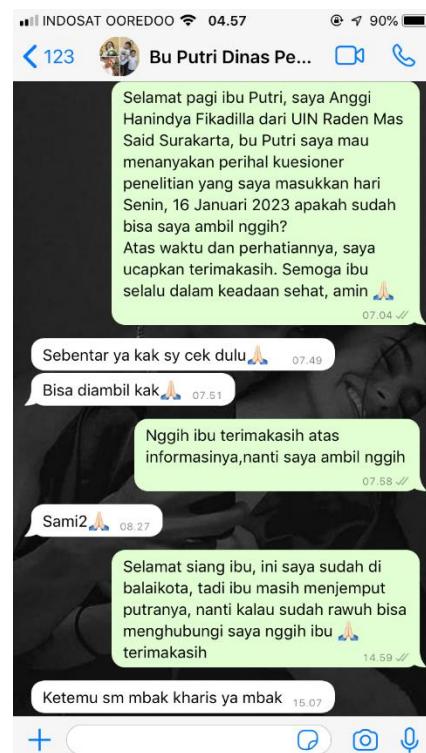 INDOSAT OOREDOO 04.57 90%
123 Bu Putri Dinas Pe...
Selamat pagi ibu Putri, saya Anggi
Hanindya Fikadilla dari UIN Raden Mas
Said Surakarta, bu Putri saya mau
menanyakan perihal kuesioner
penelitian yang saya masukkan hari
Senin, 16 Januari 2023 apakah sudah
bisa saya ambil nggih?
Atas waktu dan perhatiannya, saya
ucapkan terimakasih. Semoga ibu
selalu dalam keadaan sehat, amin 🙏🏻
07.04
Sebentar ya kak sy cek dulu🙏🏻 07.49
Bisa diambil kak🙏🏻 07.51
Nggih ibu terimakasih atas
informasinya,nanti saya ambil nggih
07.58
Sami2🙏🏻 08.27
Selamat siang ibu, ini saya sudah di
balaikota, tadi ibu masih menjemput
putranya, nanti kalau sudah rawuh bisa
menghubungi saya nggih ibu 🙏🏻
terimakasih 14.59
Ketemu sm mbak kharis ya mbak 15.07